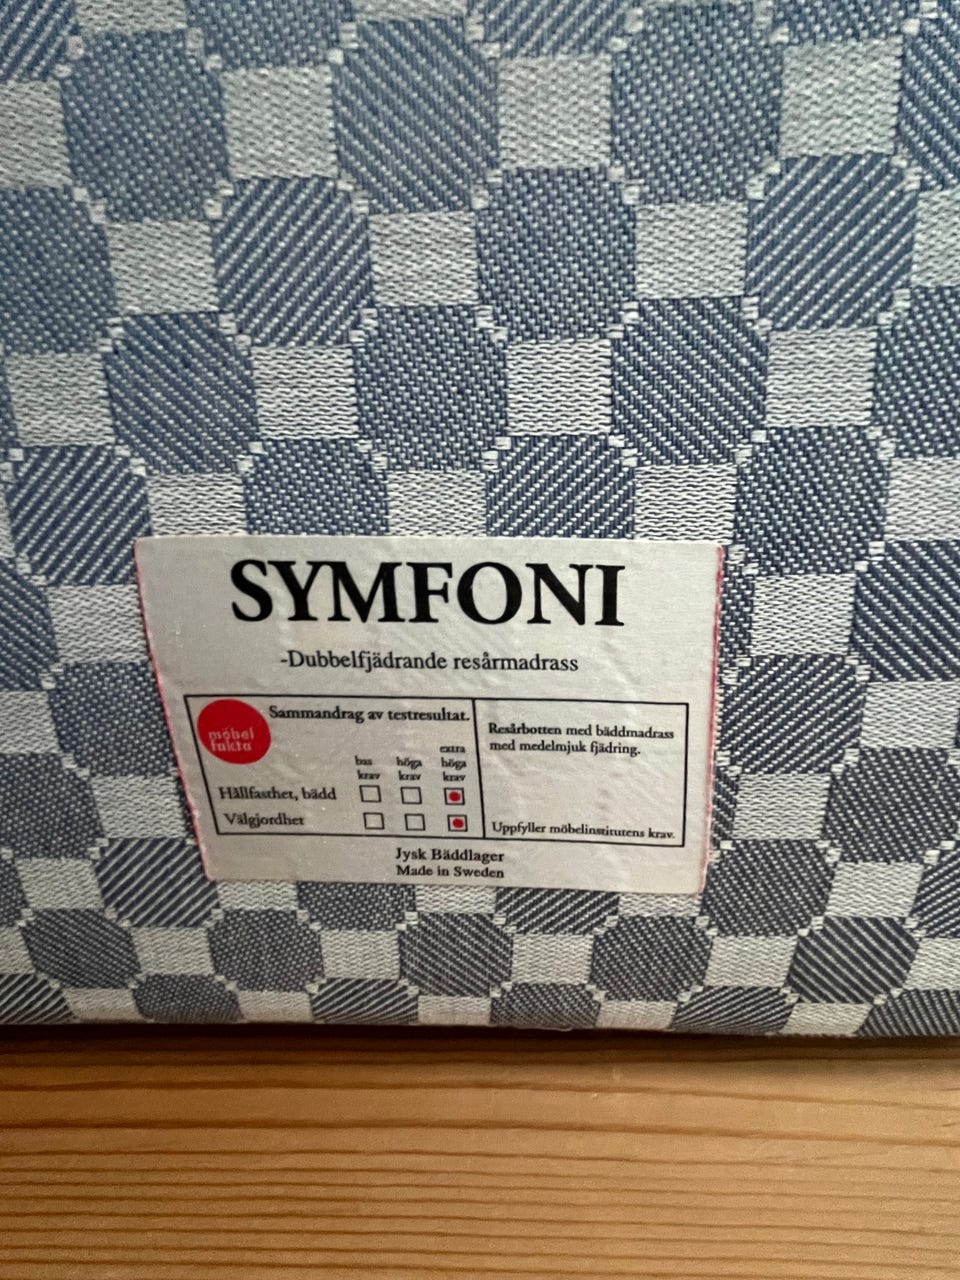 SYMFONI
-Dubbelfjädrande resårmadrass
möbel
fakta
Sammandrag av testresultat.
bas krav
höga krav
extra höga krav
Hållfasthet, bädd
Välgjordhet
Resårbotten med bäddmadrass
med medelmjuk fjädring.
Uppfyller möbelinstitutens krav.
Jysk Bäddlager
Made in Sweden